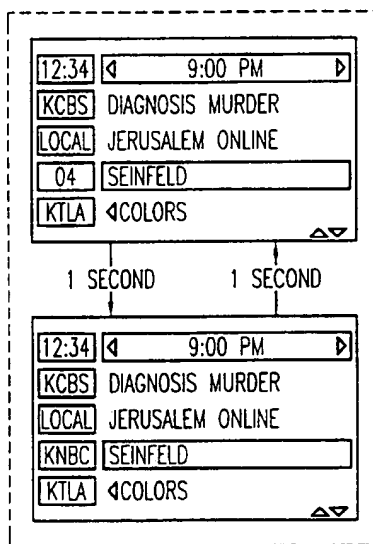 12:34 9:00 PM
KCBS DIAGNOSIS MURDER
LOCAL JERUSALEM ONLINE
04 SEINFELD
KTLA COLORS
1 SECOND 1 SECOND
12:34 9:00 PM
KCBS DIAGNOSIS MURDER
LOCAL JERUSALEM ONLINE
KNBC SEINFELD
KTLA COLORS